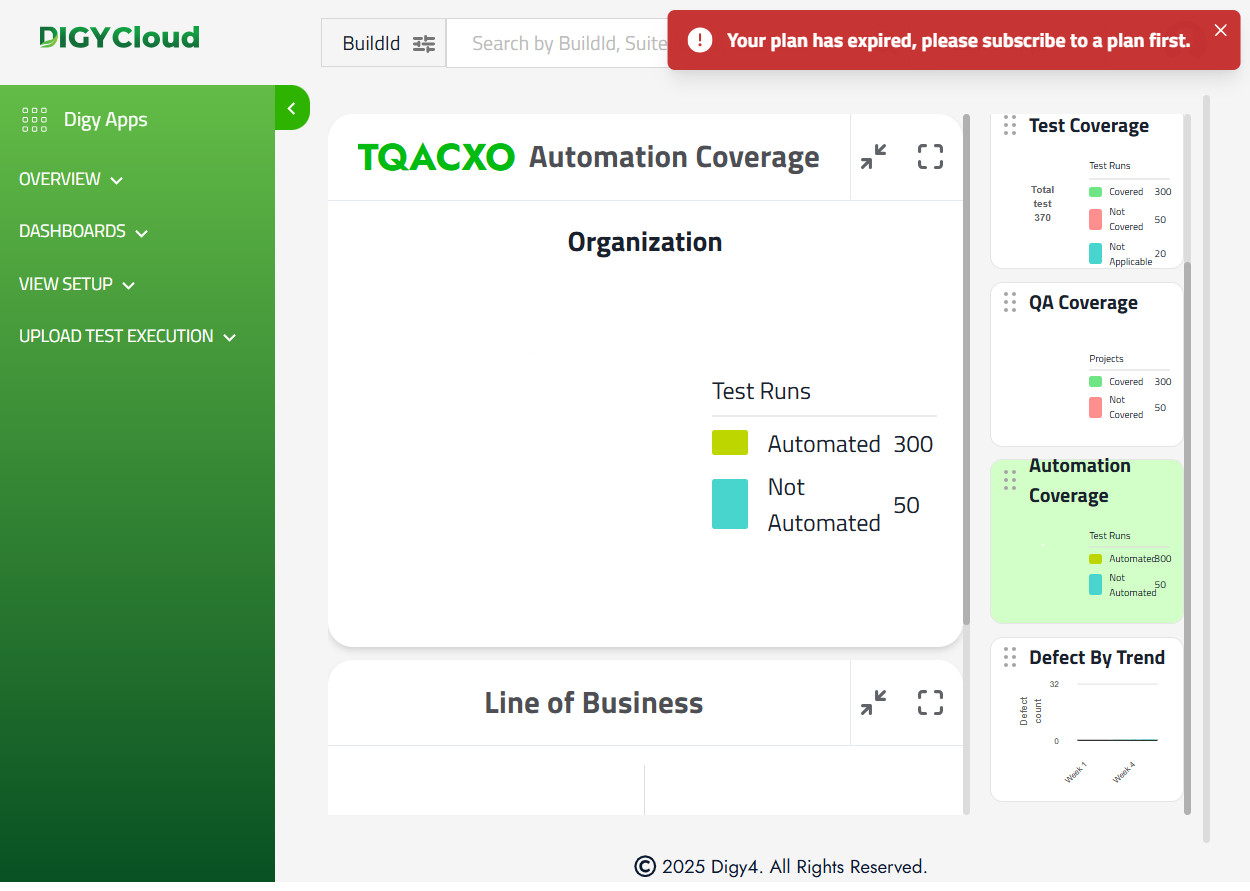 DIGYCloud
BuildId
Search by BuildId, Suite
Your plan has expired, please subscribe to a plan first.
Digy Apps
OVERVIEW
DASHBOARDS
VIEW SETUP
UPLOAD TEST EXECUTION
TQACXO Automation Coverage
Organization
Test Runs
Automated 300
Not
Automated
50
Line of Business
Test Coverage
Test Runs
Total
test
370
Covered 300
Not
Covered
50
Not
Applicable
20
QA Coverage
Projects
Covered 300
Not
Covered
50
Automation
Coverage
Test Runs
Automated 300
Not
Automated
50
Defect By Trend
Defect
count
32
0
Week 1
Week 4
© 2025 Digy4. All Rights Reserved.